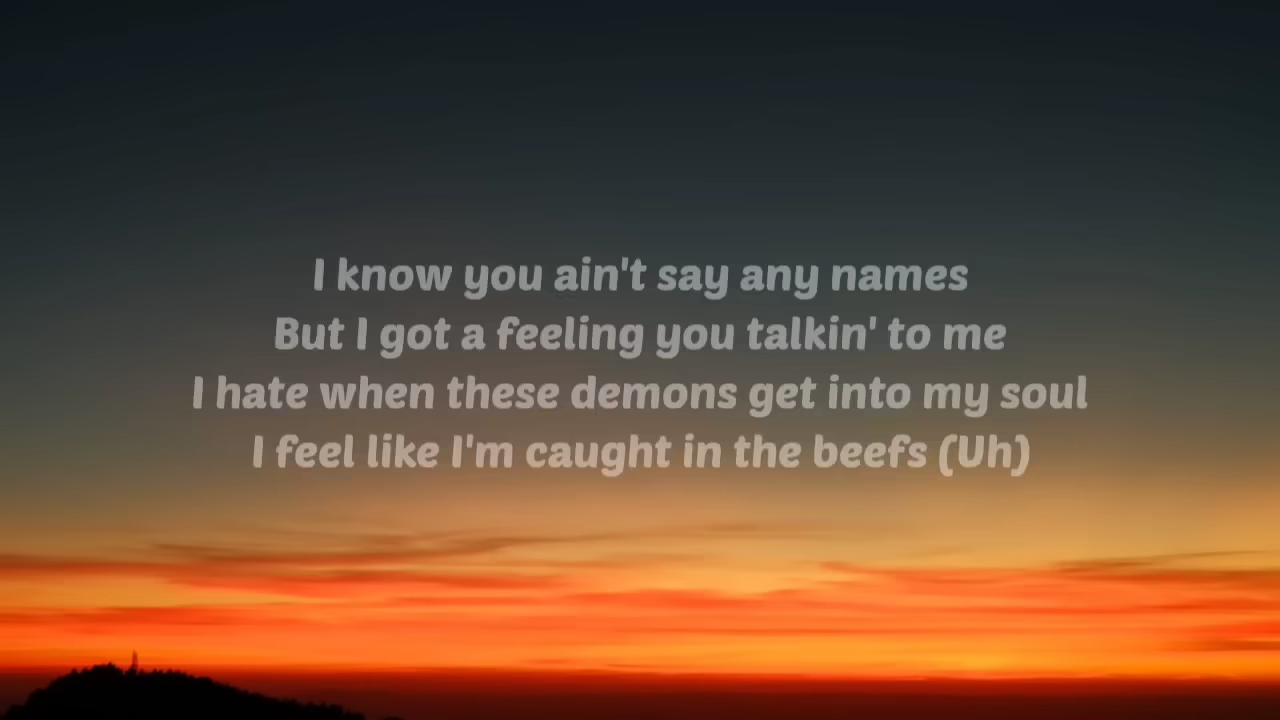 I know you ain't say any names
But I got a feeling you talkin' to me
I hate when these demons get into my soul
I feel like I'm caught in the beefs (Uh)